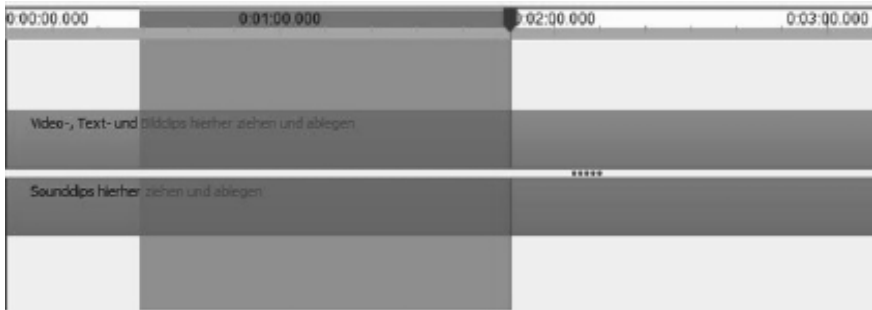 0:00:00.000 0:01:00.000 0:02:00.000 0:03:00.000
Video-, Text- und Bildclips hierher ziehen und ablegen
Soundclips hierher ziehen und ablegen